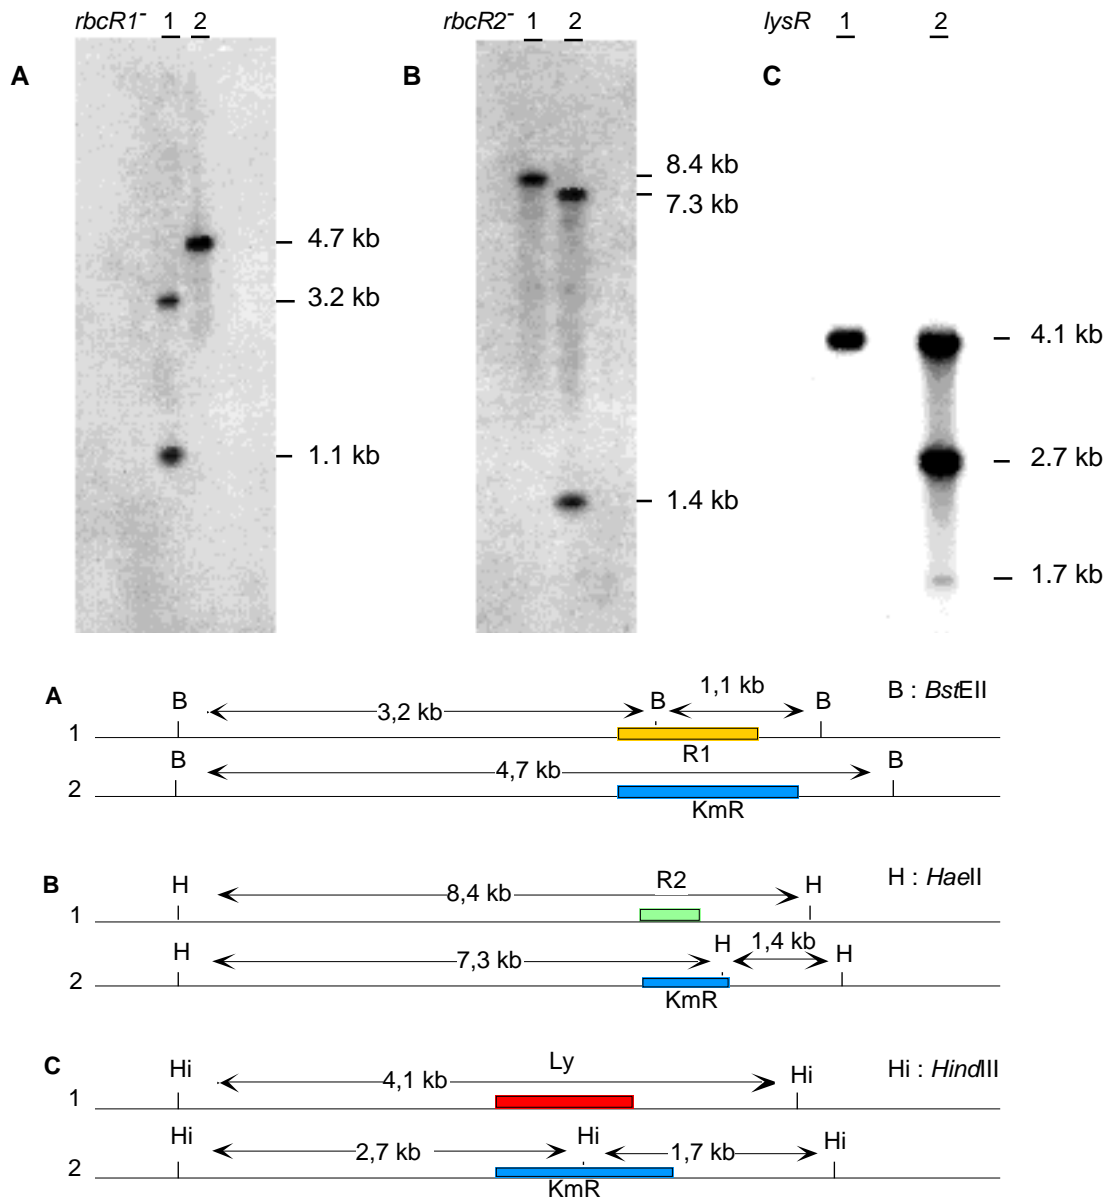 rbcR1⁻ 1 2
rbcR2⁻ 1 2
lysR 1 2
A
B
C
4.7 kb
3.2 kb
1.1 kb
8.4 kb
7.3 kb
1.4 kb
4.1 kb
2.7 kb
1.7 kb
A
B : BstEII
B 3,2 kb B 1,1 kb B
1
R1
B 4,7 kb B
2
KmR
B
H : HaeII
H 8,4 kb R2 H
1
H 7,3 kb H 1,4 kb H
2
KmR
C
Hi : HindIII
Hi 4,1 kb Ly Hi
1
Hi 2,7 kb Hi 1,7 kb Hi
2
KmR